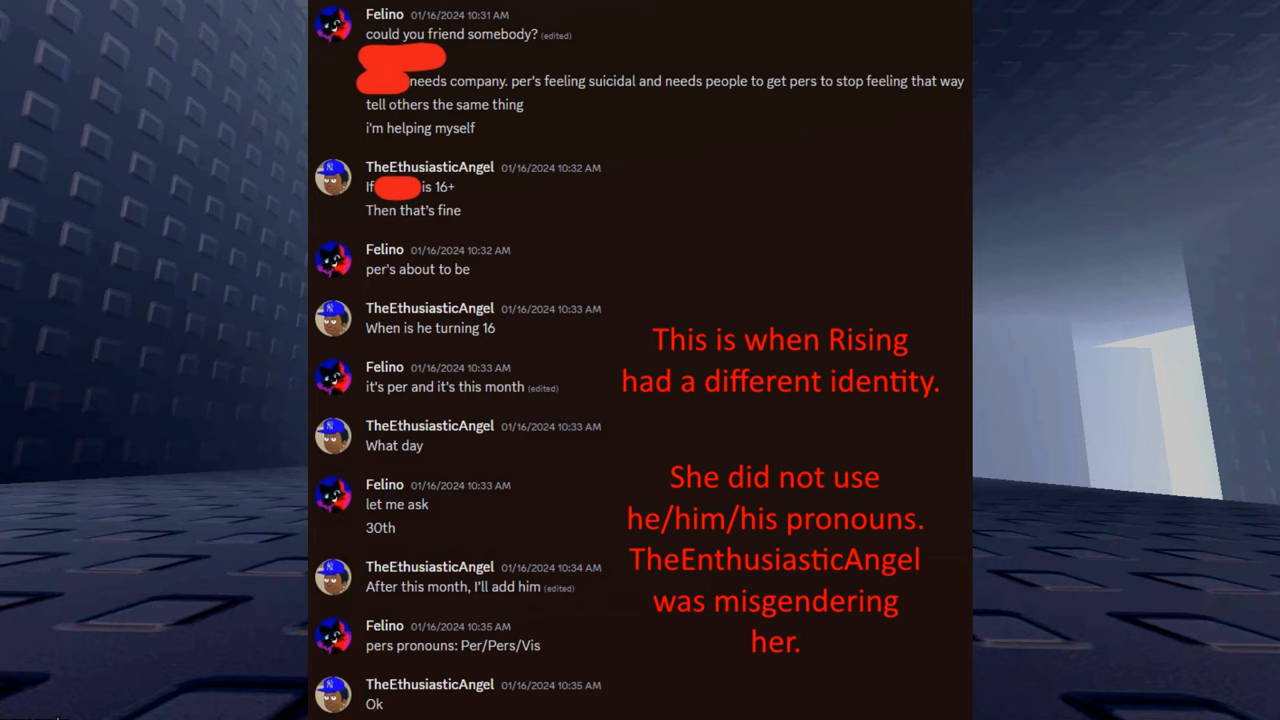 Felino 01/16/2024 10:31 AM
could you friend somebody? (edited)
needs company. per's feeling suicidal and needs people to get pers to stop feeling that way
tell others the same thing
i'm helping myself
TheEthusiasticAngel 01/16/2024 10:32 AM
If is 16+
Then that's fine
Felino 01/16/2024 10:32 AM
per's about to be
TheEthusiasticAngel 01/16/2024 10:33 AM
When is he turning 16
Felino 01/16/2024 10:33 AM
it's per and it's this month (edited)
TheEthusiasticAngel 01/16/2024 10:33 AM
What day
Felino 01/16/2024 10:33 AM
let me ask
30th
TheEthusiasticAngel 01/16/2024 10:34 AM
After this month, I'll add him (edited)
Felino 01/16/2024 10:35 AM
pers pronouns: Per/Pers/Vis
TheEthusiasticAngel 01/16/2024 10:35 AM
Ok
This is when Rising
had a different identity.
She did not use
he/him/his pronouns.
TheEnthusiasticAngel
was misgendering
her.